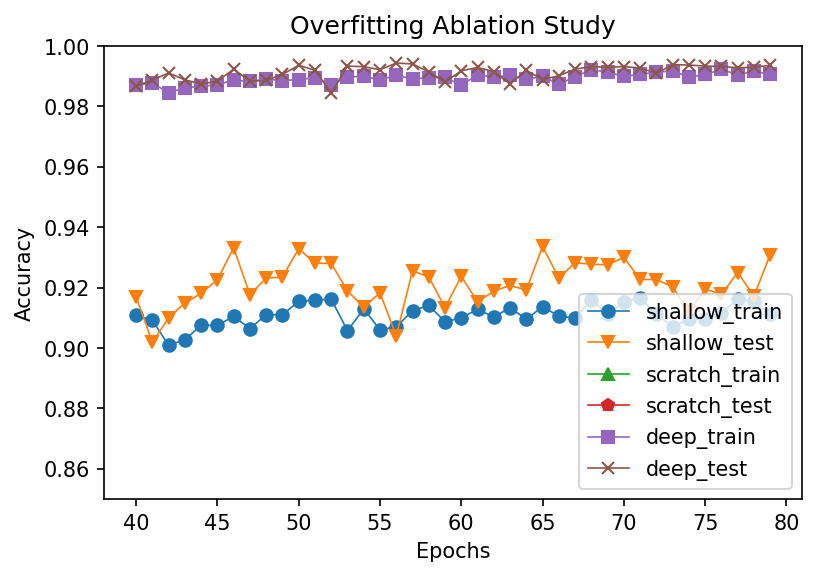 Overfitting Ablation Study
1.00
0.98
0.96
0.94
0.92
0.90
0.88
0.86
Accuracy
shallow_train
shallow_test
scratch_train
scratch_test
deep_train
deep_test
40 45 50 55 60 65 70 75 80
Epochs